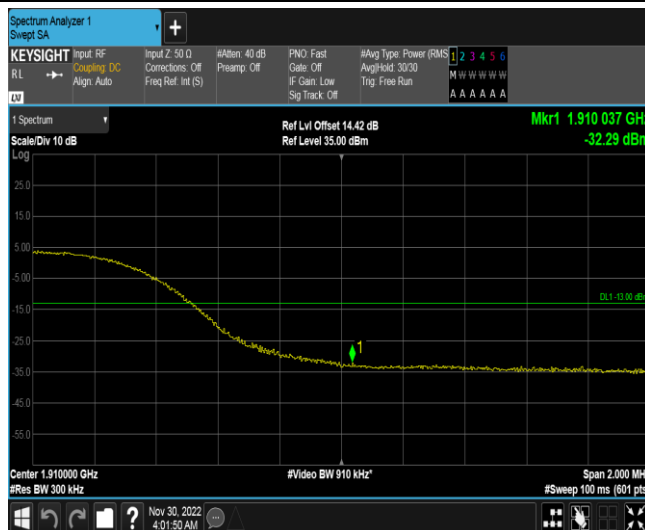 Spectrum Analyzer 1
Swept SA
+
KEYSIGHT
RL
LXI
Input: RF
Coupling: DC
Align: Auto
Input Z: 50 Ω
Corrections: Off
Freq Ref: Int (S)
#Atten: 40 dB
Preamp: Off
PNO: Fast
Gate: Off
IF Gain: Low
Sig Track: Off
#Avg Type: Power (RMS
Avg|Hold: 30/30
Trig: Free Run
1 2 3 4 5 6
M W W W W W
A A A A A A
1 Spectrum
Scale/Div 10 dB
Log
Ref Lvl Offset 14.42 dB
Ref Level 35.00 dBm
Mkr1 1.910 037 GHz
-32.29 dBm
25.0
15.0
5.00
-5.00
DL1 -13.00 dBm
-15.0
-25.0
1
-35.0
-45.0
-55.0
Center 1.910000 GHz
#Res BW 300 kHz
#Video BW 910 kHz*
Span 2.000 MH
#Sweep 100 ms (601 pts
?
Nov 30, 2022
4:01:50 AM